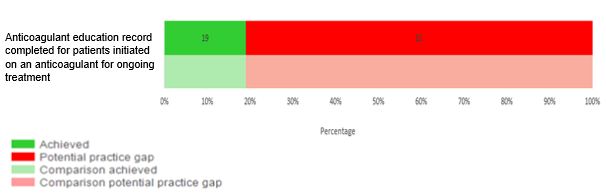 Anticoagulant education record
completed for patients initiated
on an anticoagulant for ongoing
treatment
19
0% 10% 20% 30% 40% 50% 60% 70% 80% 90% 100%
Percentage
Achieved
Potential practice gap
Comparison achieved
Comparison potential practice gap